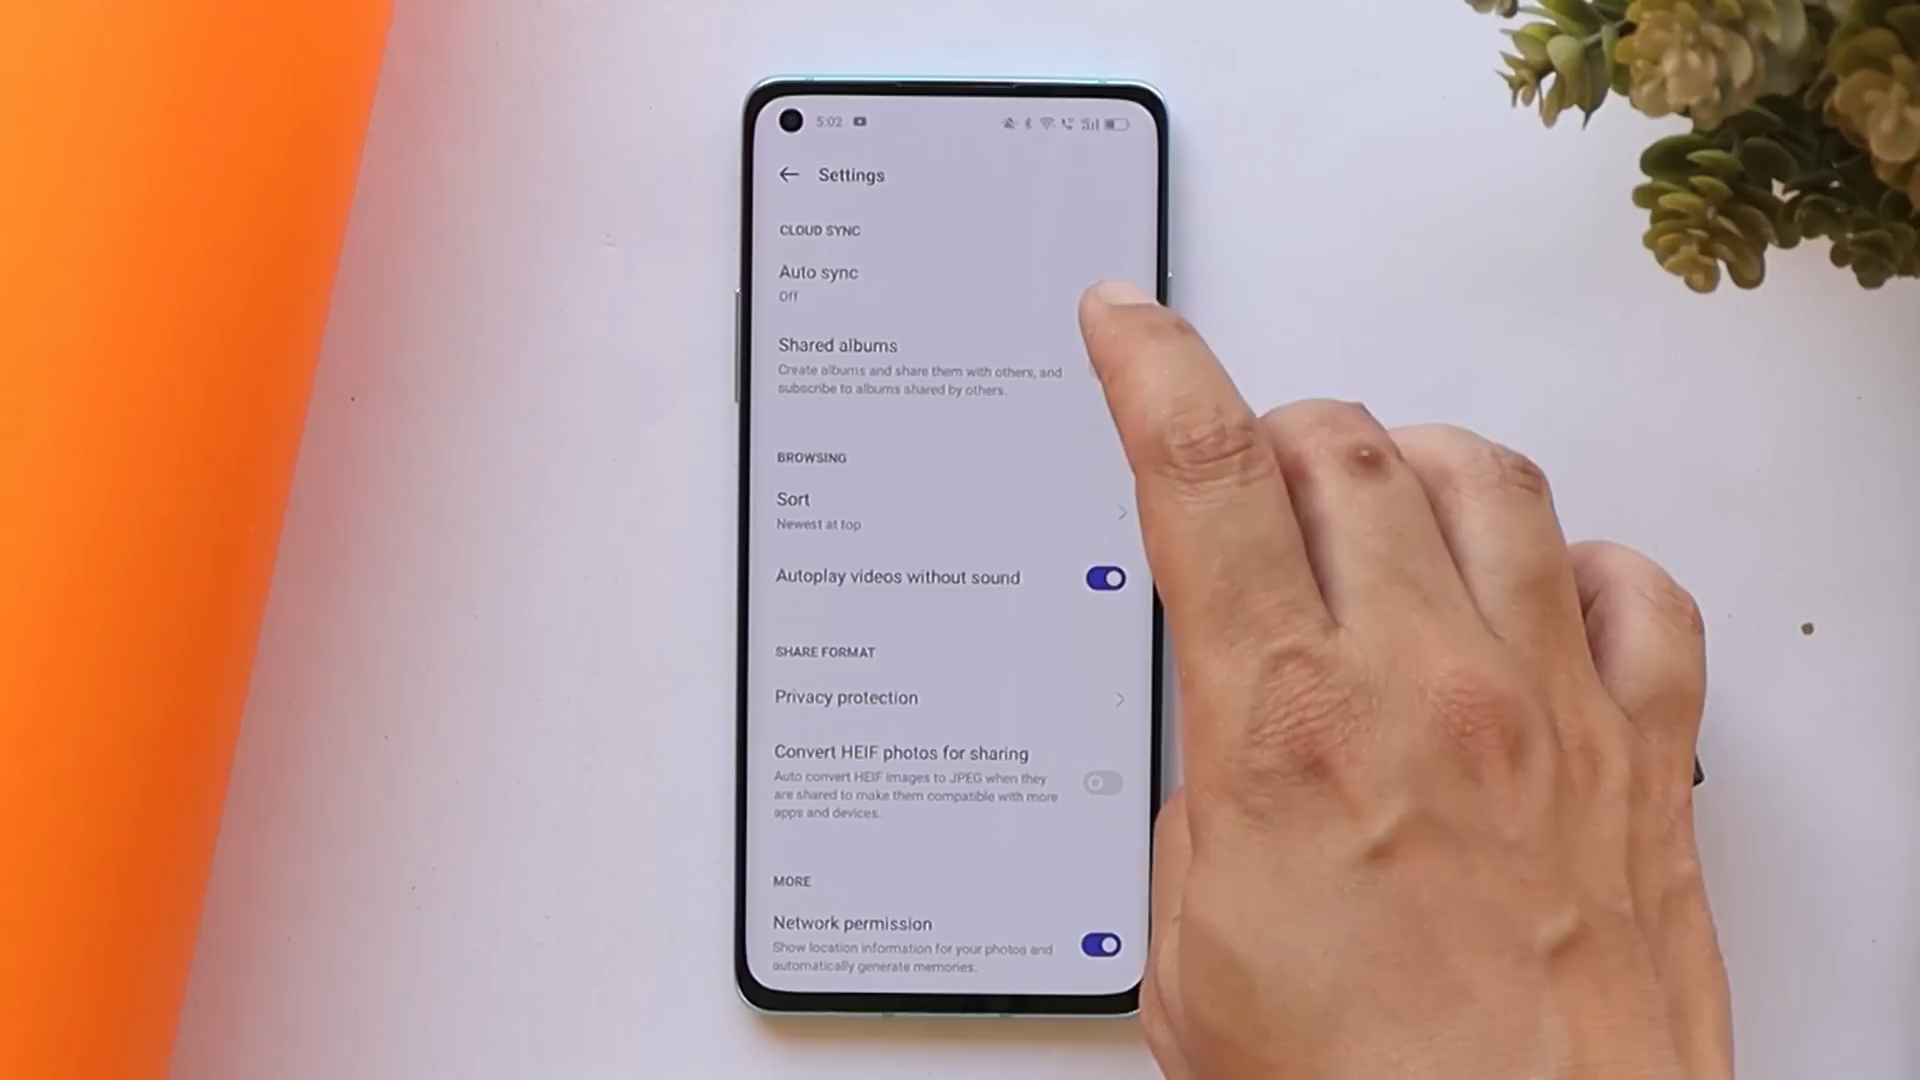 5:02
Settings
CLOUD SYNC
Auto sync
Off
Shared albums
Create albums and share them with others, and
subscribe to albums shared by others.
BROWSING
Sort
Newest at top
Autoplay videos without sound
SHARE FORMAT
Privacy protection
Convert HEIF photos for sharing
Auto convert HEIF images to JPEG when they
are shared to make them compatible with more
apps and devices.
MORE
Network permission
Show location information for your photos and
automatically generate memories.